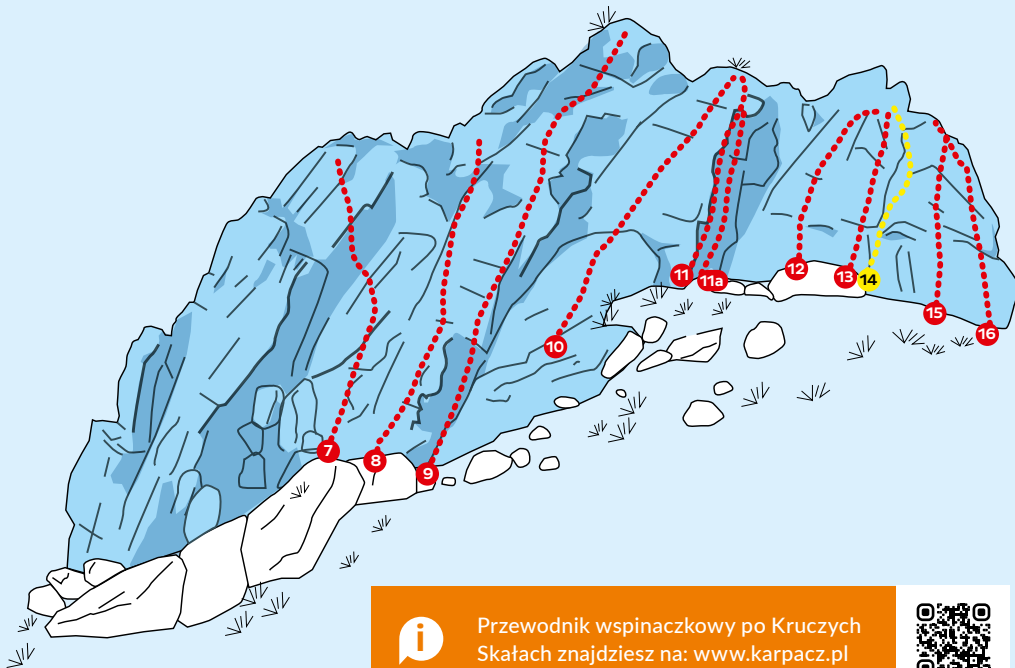 7
8
9
10
11
11a
12
13
14
15
16
i
Przewodnik wspinaczkowy po Kruczych
Skałach znajdziesz na: www.karpacz.pl